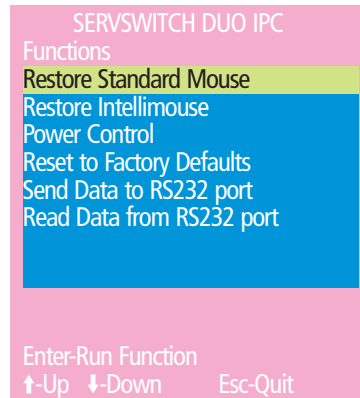 SERVSWITCH DUO IPC
Functions
Restore Standard Mouse
Restore Intellimouse
Power Control
Reset to Factory Defaults
Send Data to RS232 port
Read Data from RS232 port
Enter-Run Function
⬆-Up ⬇-Down Esc-Quit